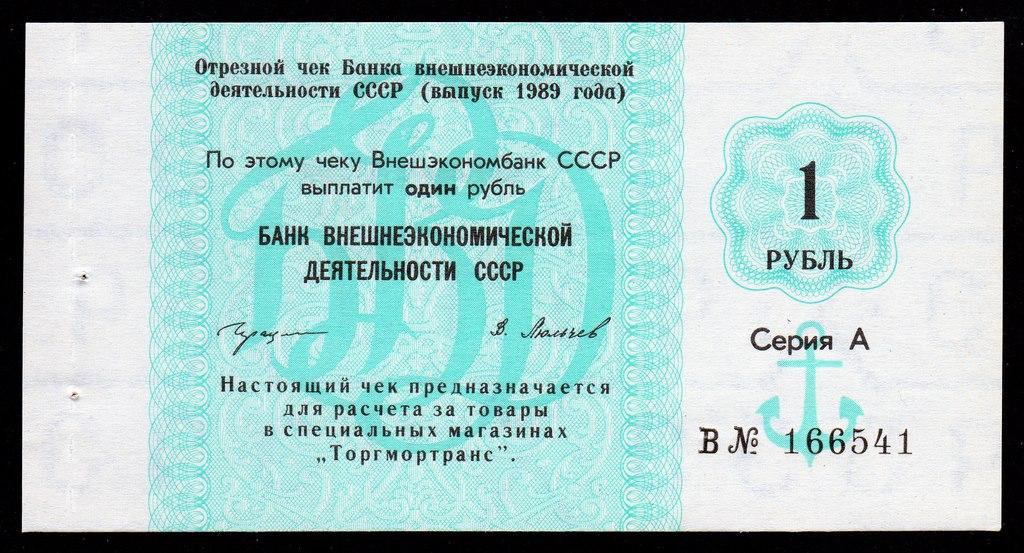 Отрезной чек Банка внешнеэкономической
деятельности СССР (выпуск 1989 года)
По этому чеку Внешэкономбанк СССР
выплатит один рубль
БАНК ВНЕШНЕЭКОНОМИЧЕСКОЙ
ДЕЯТЕЛЬНОСТИ СССР
В. Люльчев
Настоящий чек предназначается
для расчета за товары
в специальных магазинах
„Торгмортранс".
1
РУБЛЬ
Серия А
В № 166541